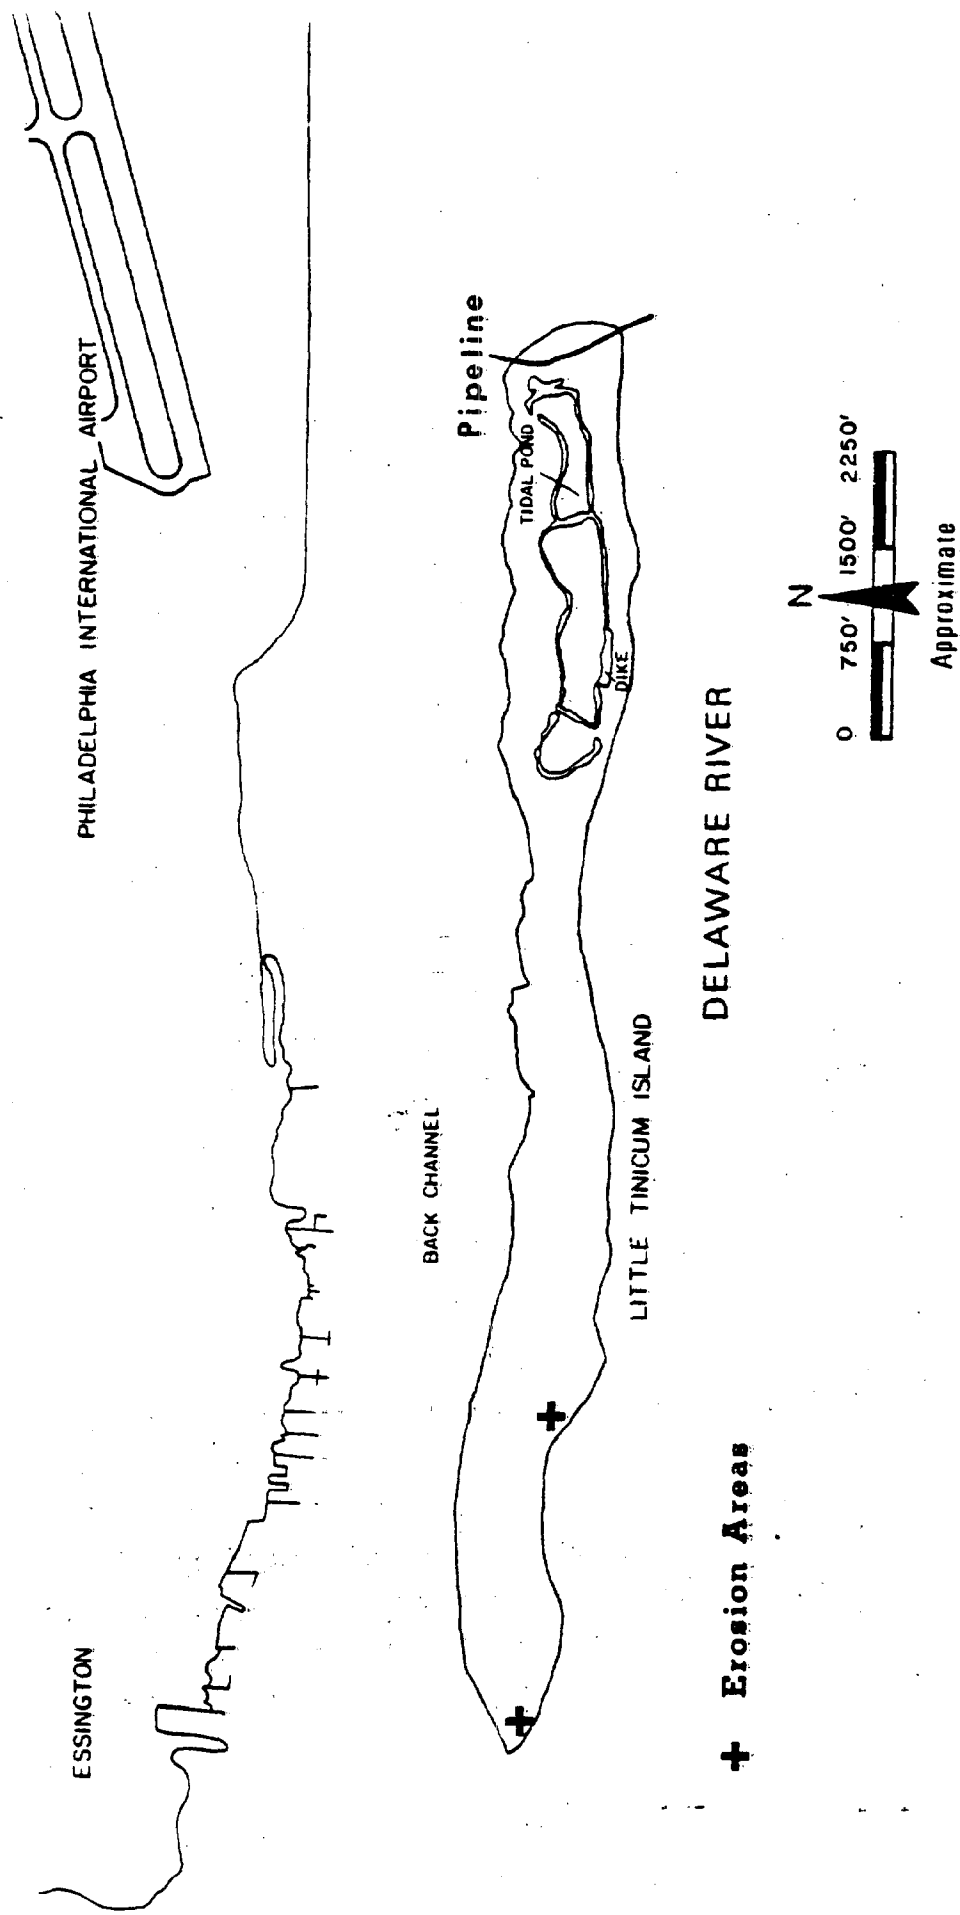 PHILADELPHIA INTERNATIONAL AIRPORT
ESSINGTON
BACK CHANNEL
Pipeline
TIDAL POND
DIKE
LITTLE TINICUM ISLAND
DELAWARE RIVER
Erosion Areas
N
0 750' 1500' 2250'
Approximate